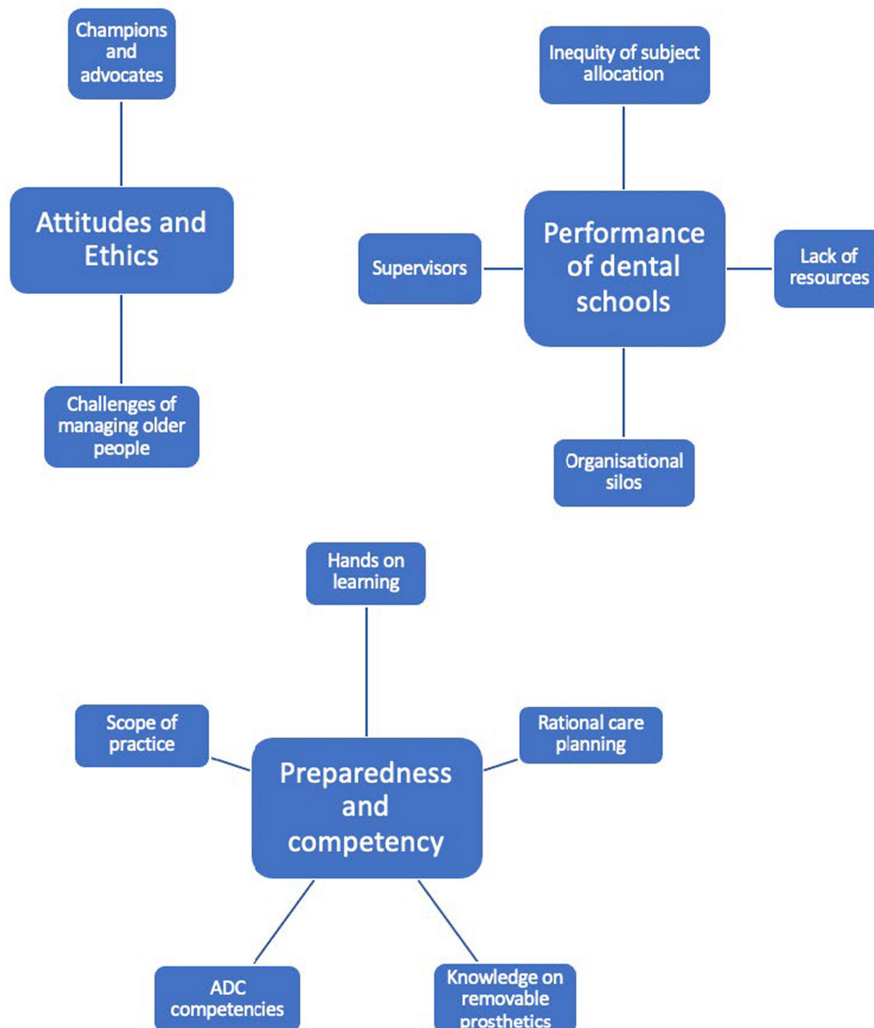 Champions
and
advocates
Attitudes and
Ethics
Challenges of
managing older
people
Inequity of subject
allocation
Supervisors
Performance
of dental
schools
Lack of
resources
Organisational
silos
Hands on
learning
Scope of
practice
Rational care
planning
Preparedness
and
competency
ADC
competencies
Knowledge on
removable
prosthetics